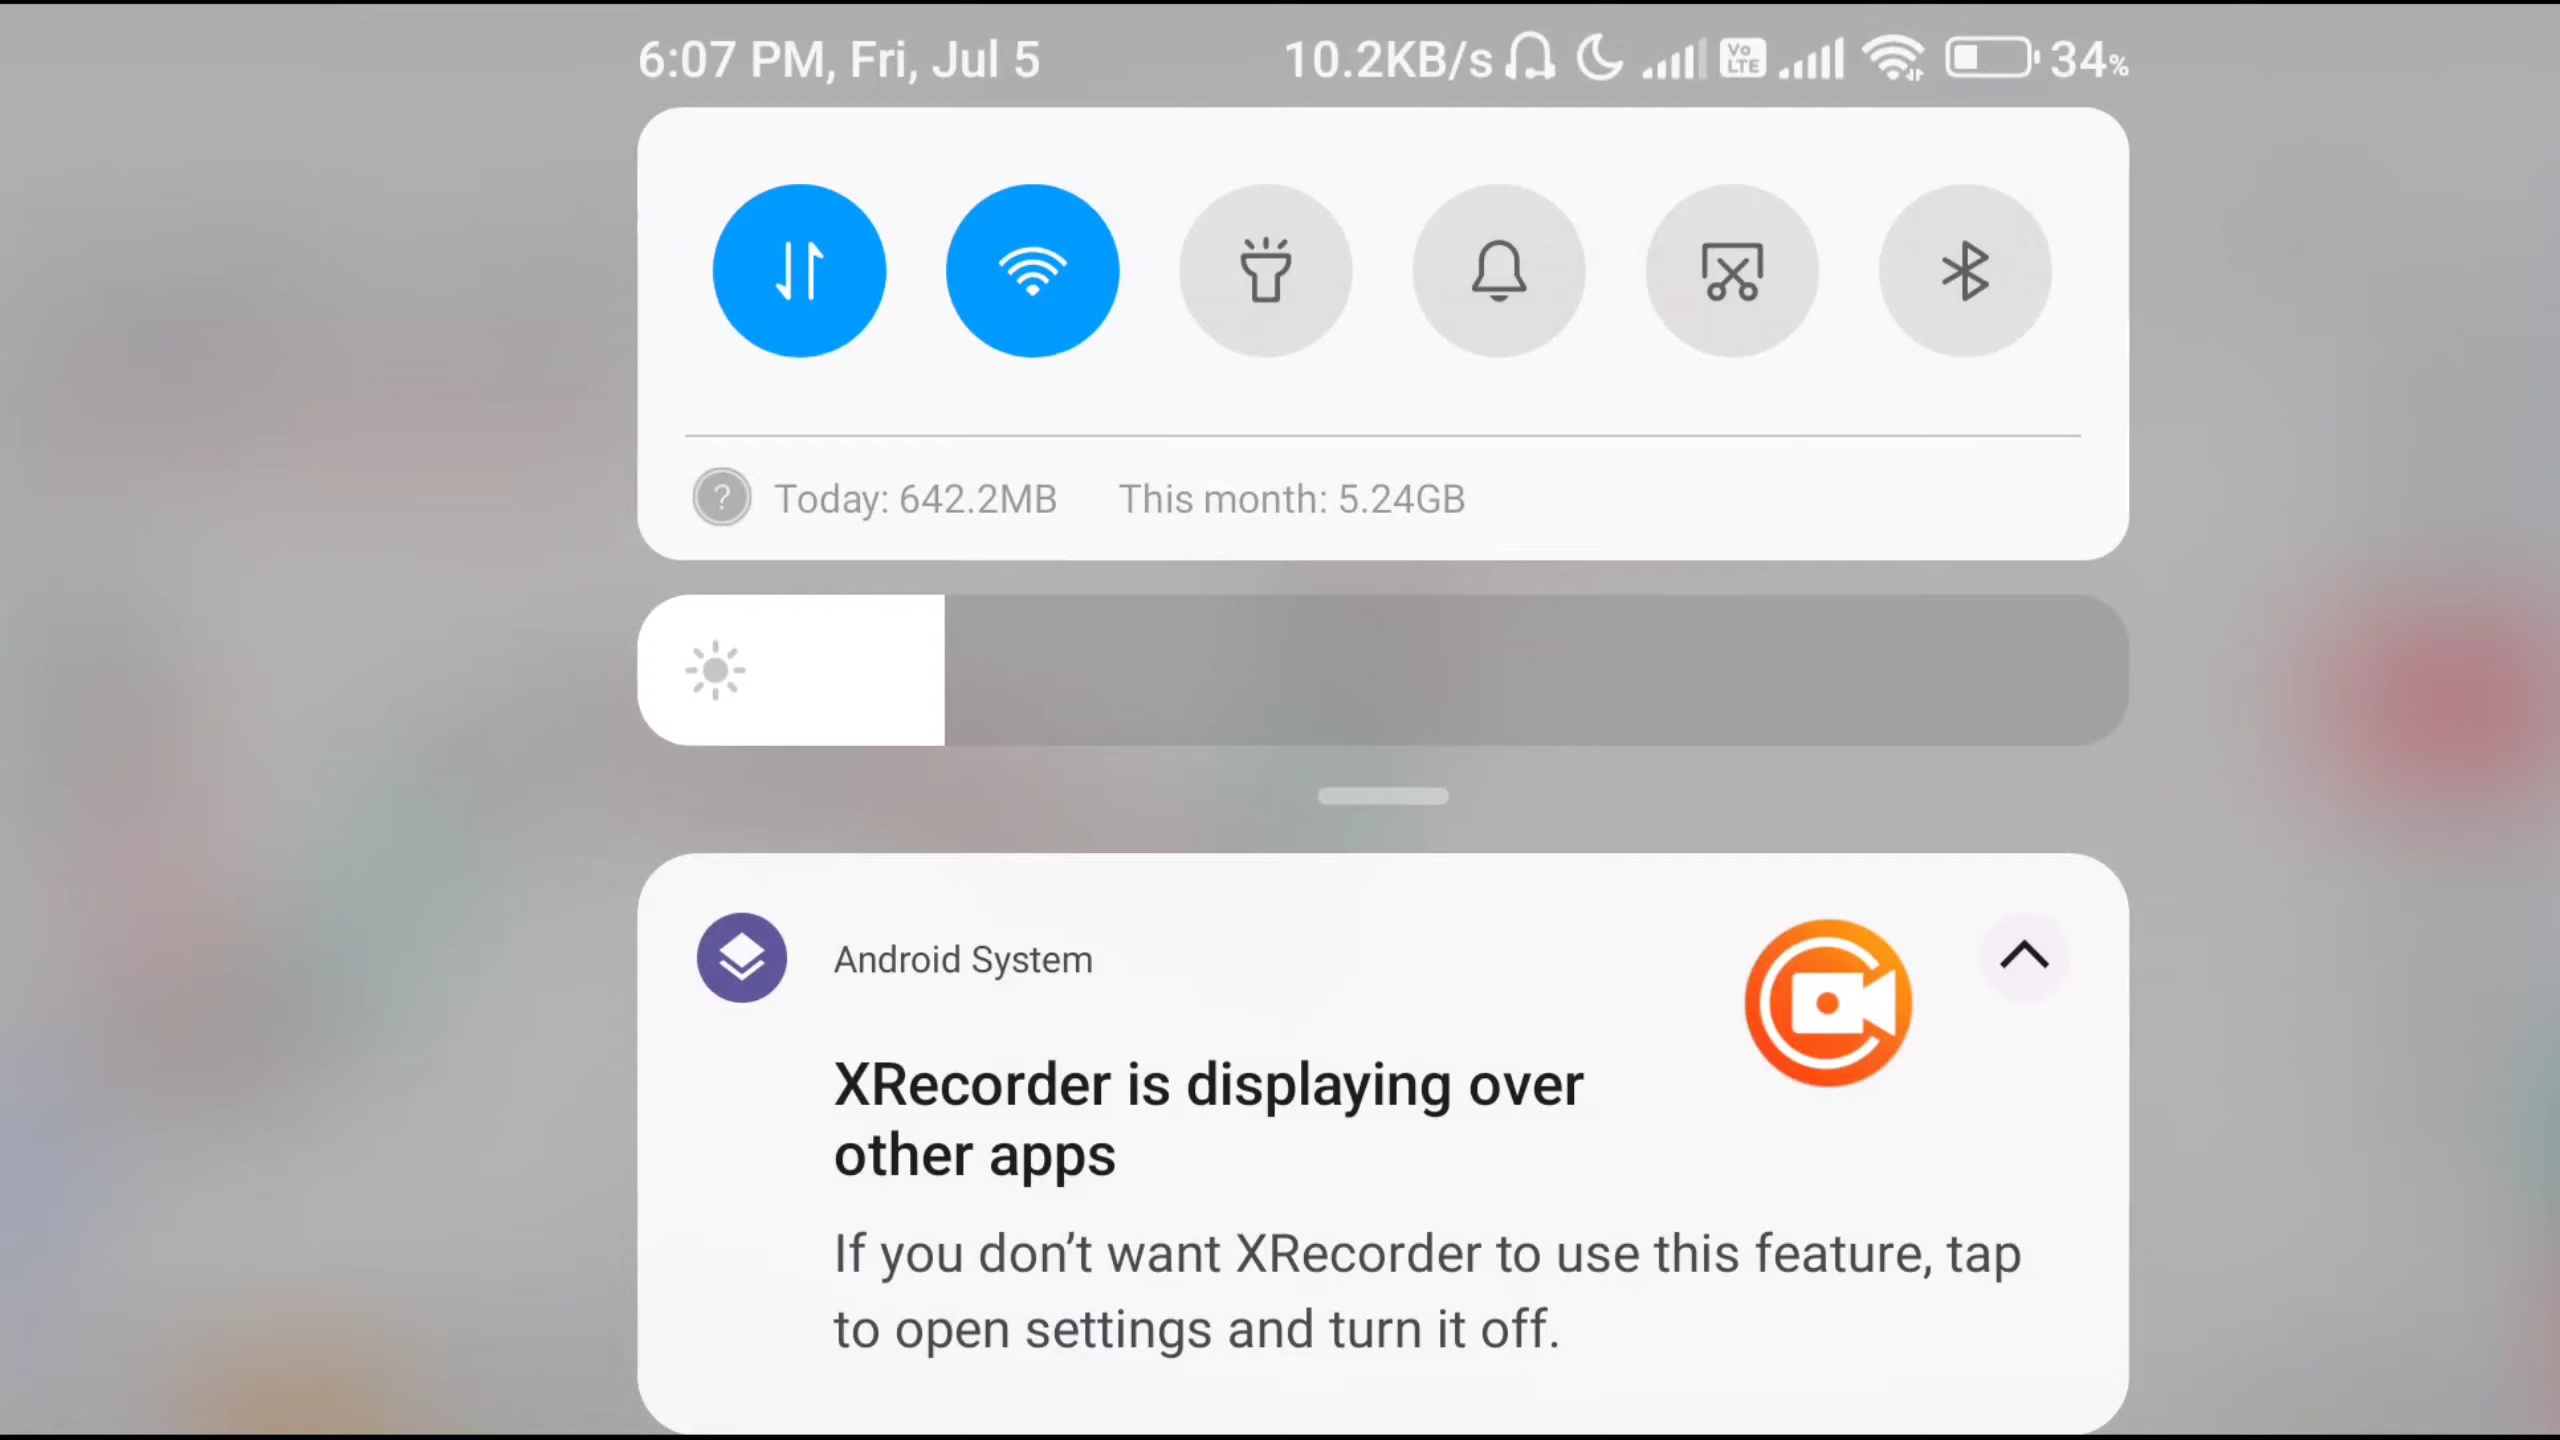 6:07 PM, Fri, Jul 5 10.2KB/s Vo LTE 34%
? Today: 642.2MB This month: 5.24GB
Android System
XRecorder is displaying over
other apps
If you don’t want XRecorder to use this feature, tap
to open settings and turn it off.